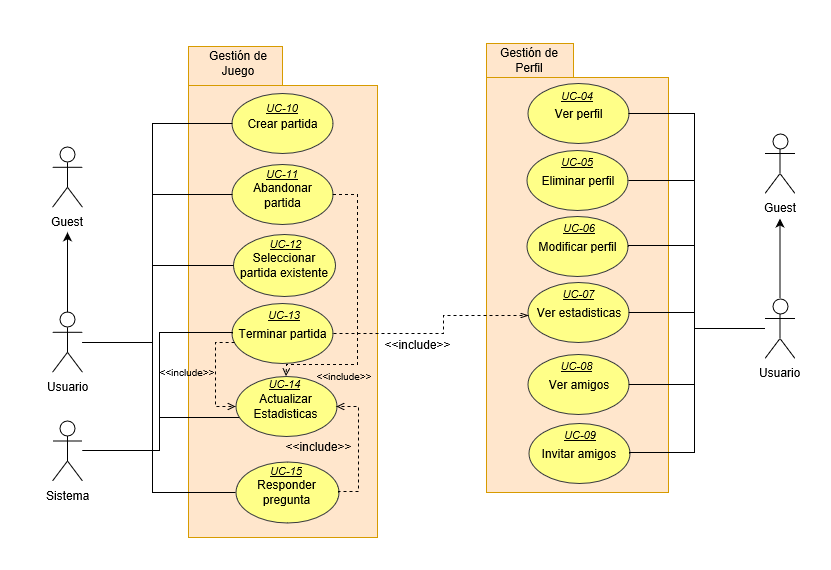 Gestión de
Juego
UC-10
Crear partida
UC-11
Abandonar
partida
UC-12
Seleccionar
partida existente
UC-13
Terminar partida
<<include>>
<<include>>
UC-14
Actualizar
Estadisticas
<<include>>
UC-15
Responder
pregunta
Guest
Usuario
Sistema
<<include>>
Gestión de
Perfil
UC-04
Ver perfil
UC-05
Eliminar perfil
UC-06
Modificar perfil
UC-07
Ver estadisticas
UC-08
Ver amigos
UC-09
Invitar amigos
Guest
Usuario